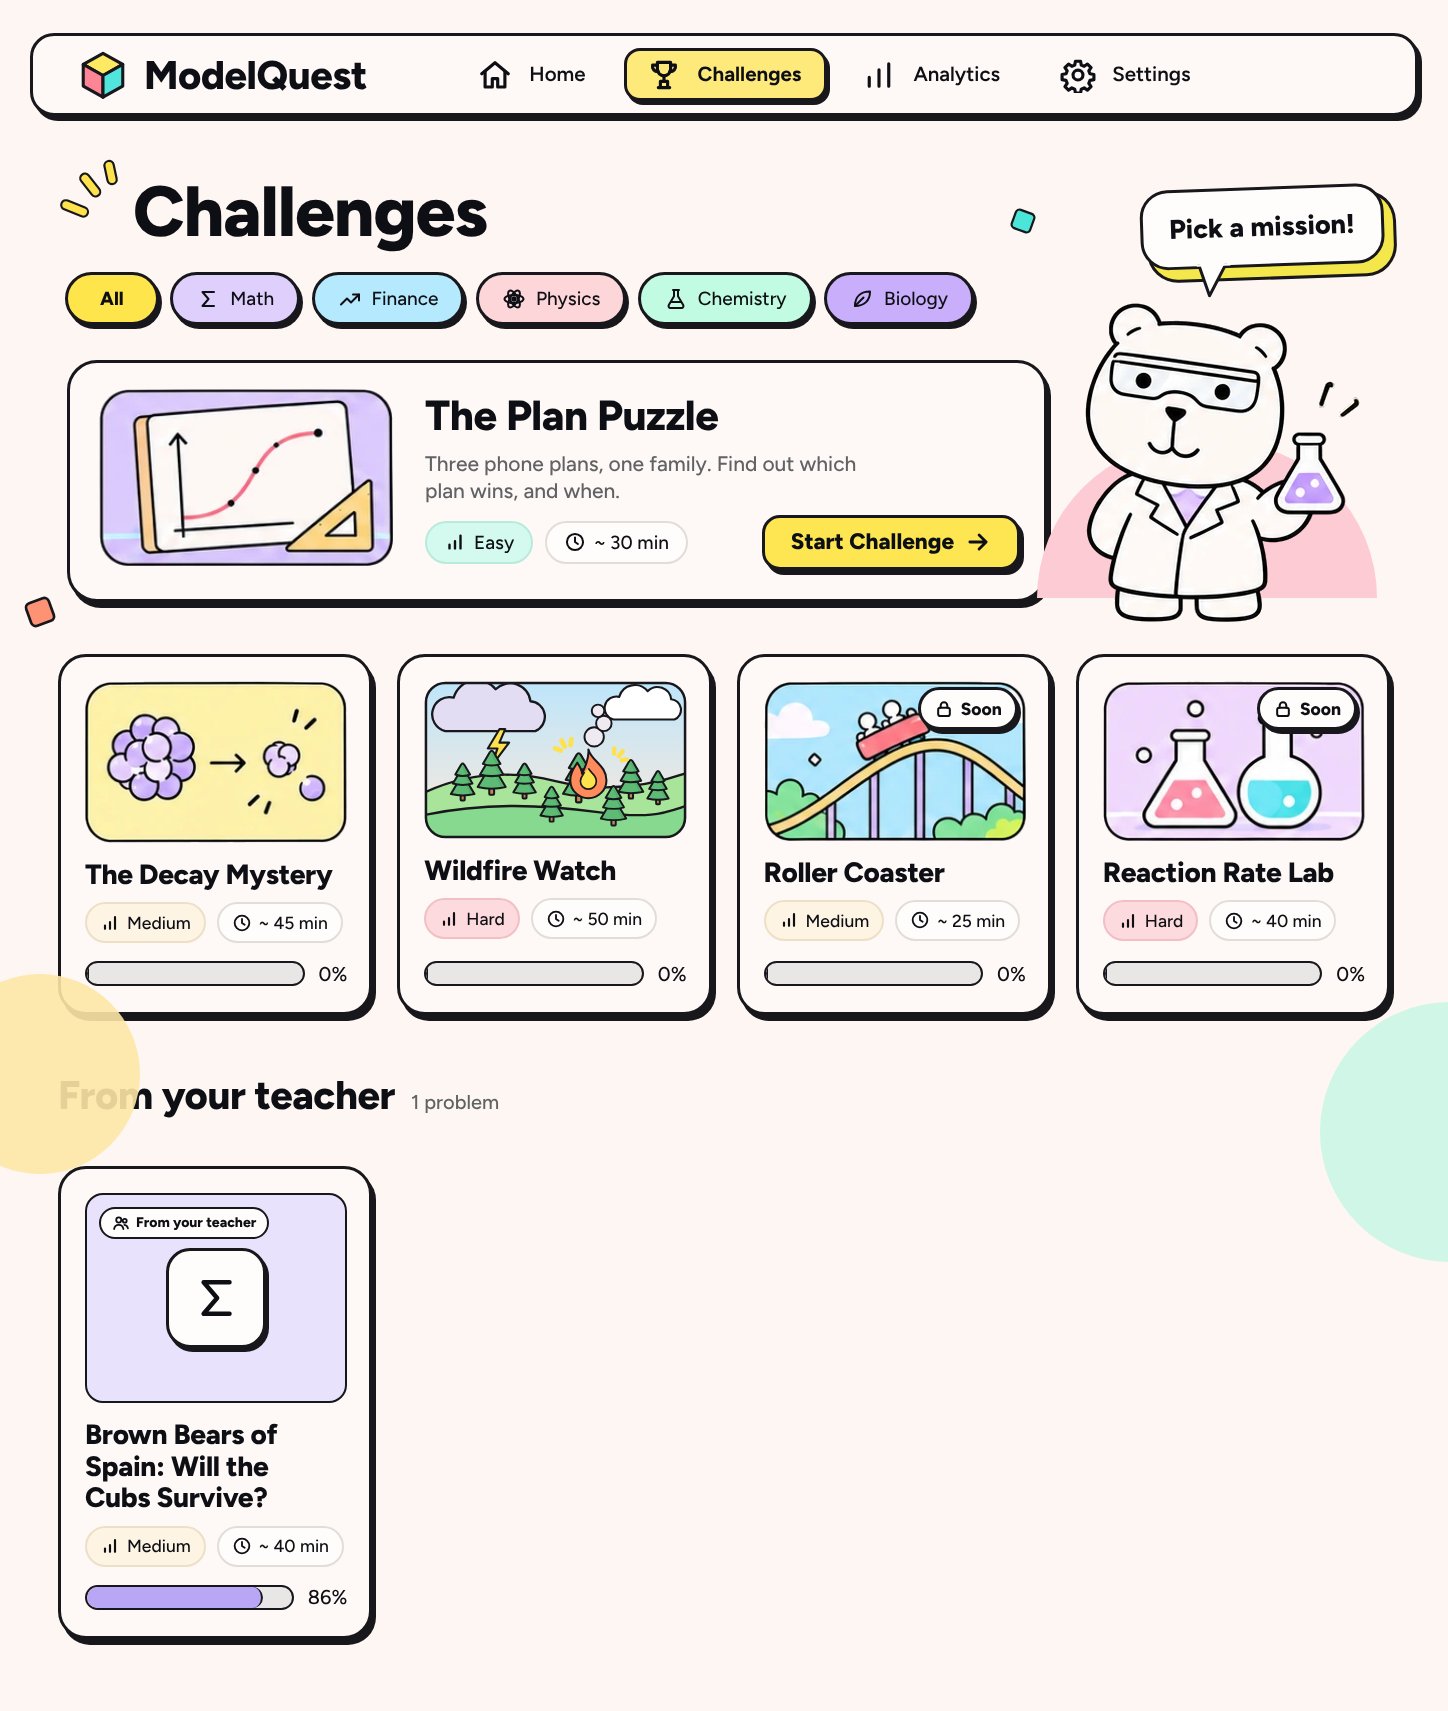 ModelQuest
Home
Challenges
Analytics
Settings
Challenges
Pick a mission!
All
Math
Finance
Physics
Chemistry
Biology
The Plan Puzzle
Three phone plans, one family. Find out which
plan wins, and when.
Easy
~ 30 min
Start Challenge
Soon
Soon
The Decay Mystery
Medium
~ 45 min
0%
Wildfire Watch
Hard
~ 50 min
0%
Roller Coaster
Medium
~ 25 min
0%
Reaction Rate Lab
Hard
~ 40 min
0%
From your teacher
1 problem
From your teacher
Σ
Brown Bears of
Spain: Will the
Cubs Survive?
Medium
~ 40 min
86%